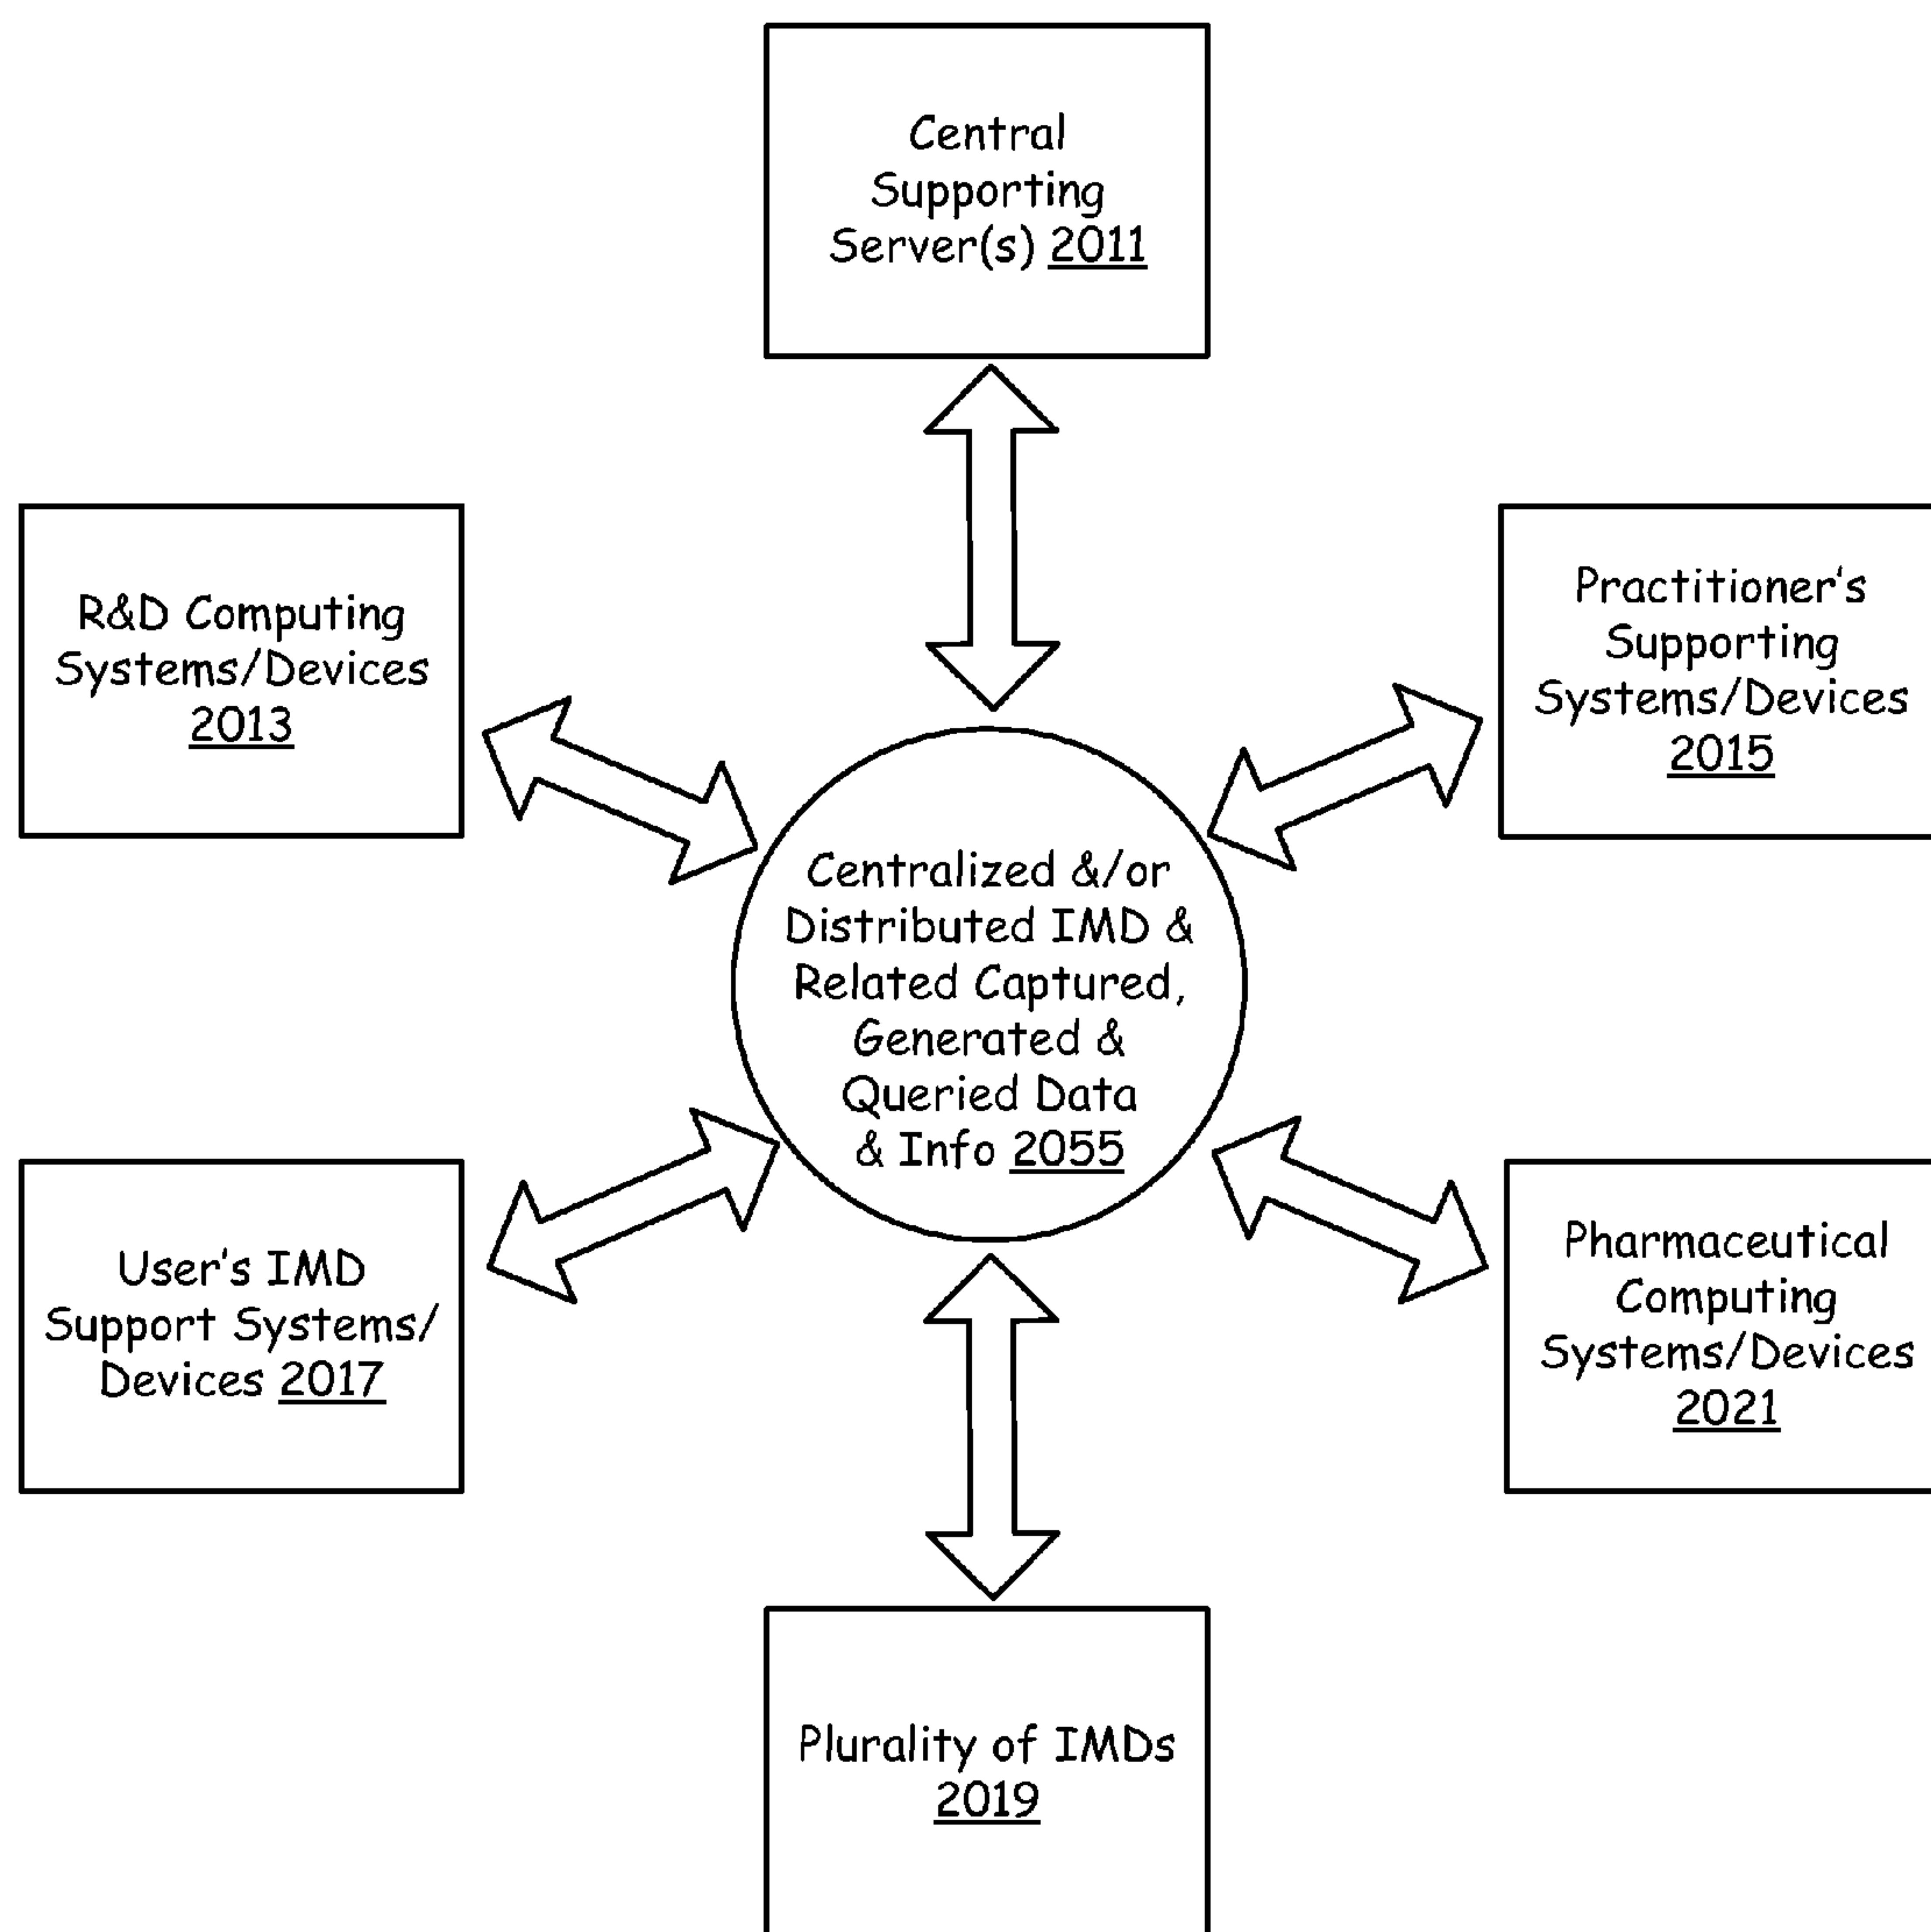 Central
Supporting
Server(s) 2011
R&D Computing
Systems/Devices
2013
Practitioner's
Supporting
Systems/Devices
2015
Centralized &/or
Distributed IMD &
Related Captured,
Generated &
Queried Data
& Info 2055
User's IMD
Support Systems/
Devices 2017
Pharmaceutical
Computing
Systems/Devices
2021
Plurality of IMDs
2019